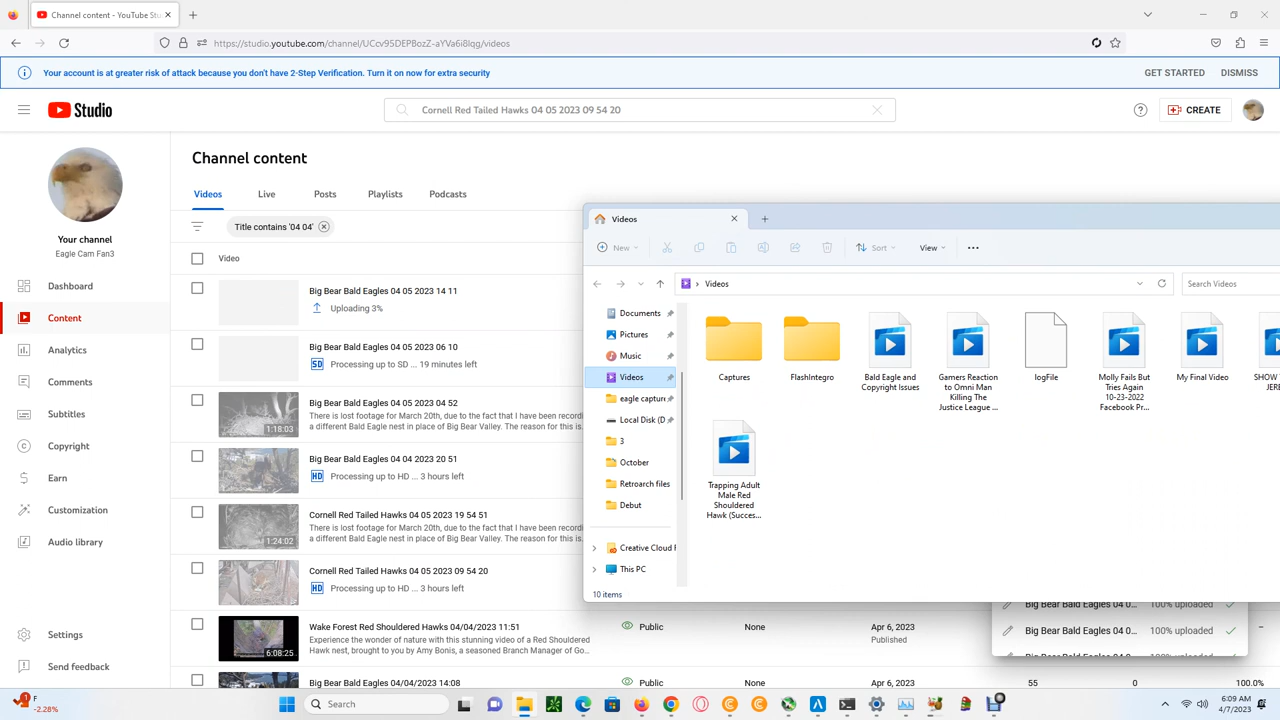 Channel content - YouTube Stu
https://studio.youtube.com/channel/UCcv95DEPBozZ-aYVa6i8lqg/videos
Your account is at greater risk of attack because you don't have 2-Step Verification. Turn it on now for extra security
GET STARTED
DISMISS
Studio
Cornell Red Tailed Hawks 04 05 2023 09 54 20
CREATE
Your channel
Eagle Cam Fan3
Dashboard
Content
Analytics
Comments
Subtitles
Copyright
Earn
Customization
Audio library
Settings
Send feedback
Channel content
Videos
Live
Posts
Playlists
Podcasts
Title contains '04 04'
Video
Big Bear Bald Eagles 04 05 2023 14 11
Uploading 3%
Big Bear Bald Eagles 04 05 2023 06 10
SD Processing up to SD ... 19 minutes left
Big Bear Bald Eagles 04 05 2023 04 52
There is lost footage for March 20th, due to the fact that I have been recordi
a different Bald Eagle nest in place of Big Bear Valley. The reason for this is.
1:18:03
Big Bear Bald Eagles 04 04 2023 20 51
HD Processing up to HD ... 3 hours left
Cornell Red Tailed Hawks 04 05 2023 19 54 51
There is lost footage for March 20th, due to the fact that I have been recordi
a different Bald Eagle nest in place of Big Bear Valley. The reason for this is.
1:24:02
Cornell Red Tailed Hawks 04 05 2023 09 54 20
HD Processing up to HD ... 3 hours left
Wake Forest Red Shouldered Hawks 04/04/2023 11:51
Experience the wonder of nature with this stunning video of a Red Shouldered
Hawk nest, brought to you by Amy Bonis, a seasoned Branch Manager of Go...
6:08:25
Public
None
Apr 6, 2023
Published
Big Bear Bald Eagles 04/04/2023 14:08
Public
None
Apr 6, 2023
55
0
100.0%
Videos
New
Sort
View
Videos
Search Videos
Documents
Pictures
Music
Videos
eagle capture
Local Disk (D
3
October
Retroarch files
Debut
Creative Cloud F
This PC
Captures
FlashIntegro
Bald Eagle and
Copyright Issues
Gamers Reaction
to Omni Man
Killing The
Justice League ...
logFile
Molly Fails But
Tries Again
10-23-2022
Facebook Pr...
My Final Video
SHOW
JERE
Trapping Adult
Male Red
Shouldered
Hawk (Succes...
10 items
Big Bear Bald Eagles 04 0...
100% uploaded
Big Bear Bald Eagles 04 0...
100% uploaded
F
-2.28%
1
Search
6:09 AM
4/7/2023